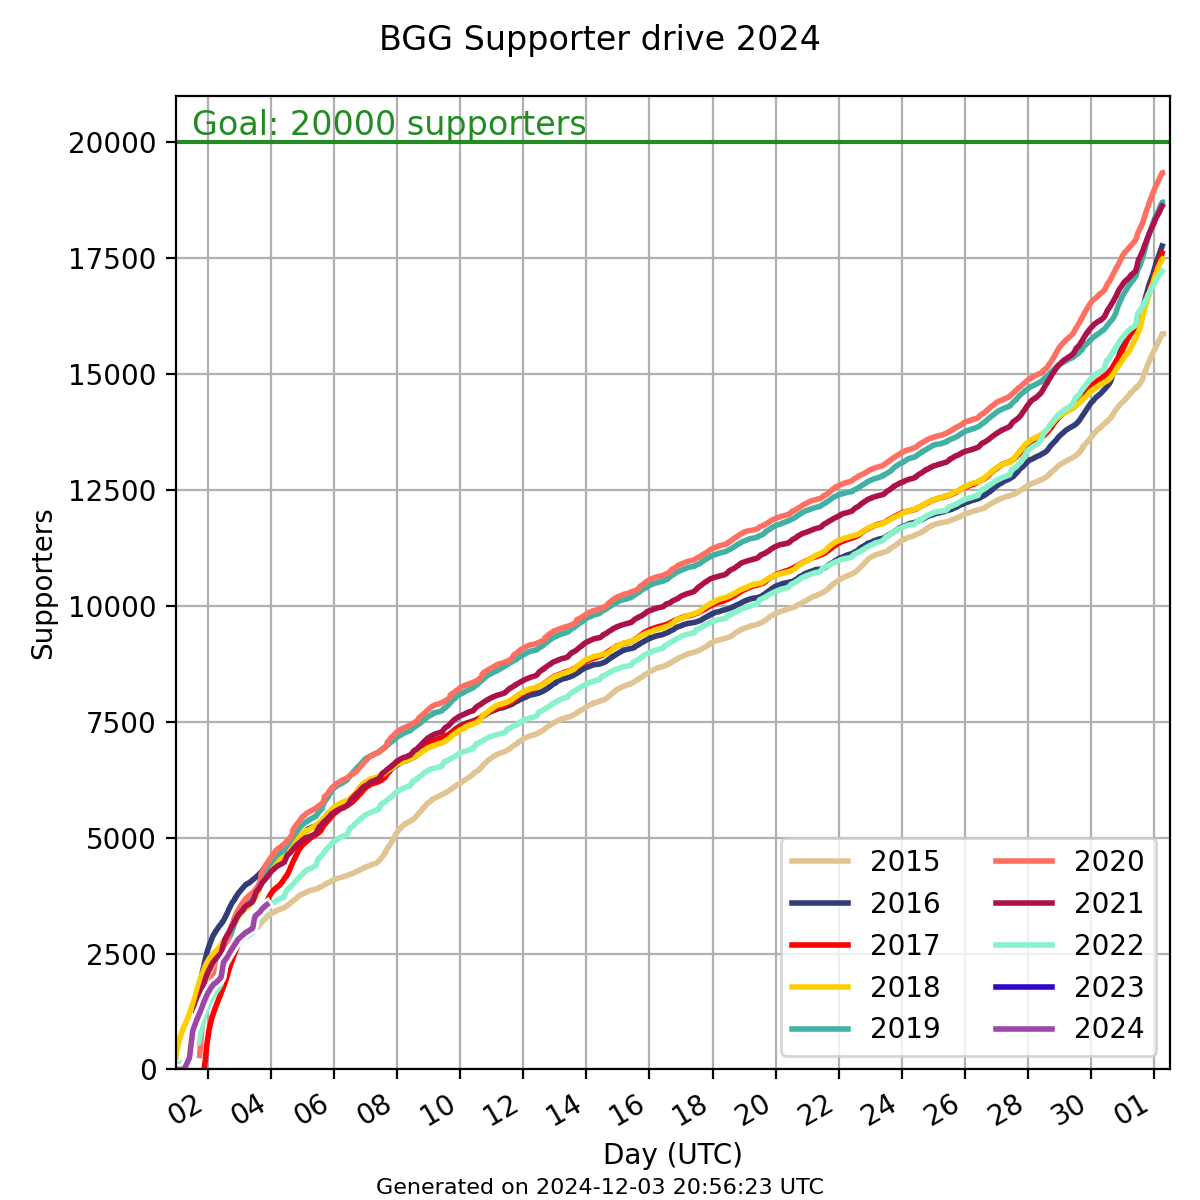 BGG Supporter drive 2024
Goal: 20000 supporters
20000
17500
15000
12500
10000
7500
5000
2500
0
Supporters
2015 2020
2016 2021
2017 2022
2018 2023
2019 2024
02 04 06 08 10 12 14 16 18 20 22 24 26 28 30 01
Day (UTC)
Generated on 2024-12-03 20:56:23 UTC